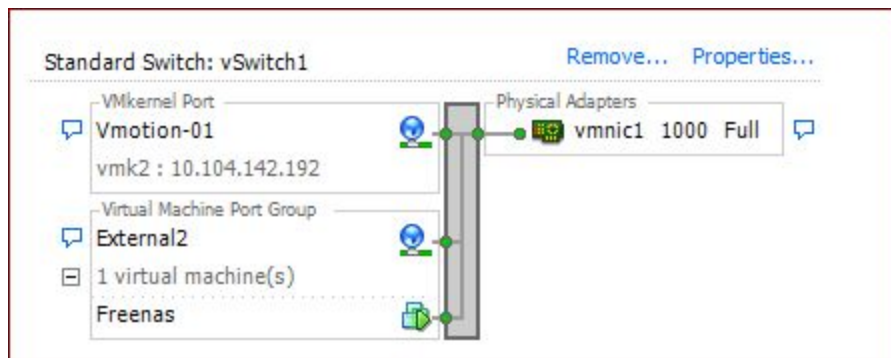 Standard Switch: vSwitch1 Remove... Properties...
VMkernel Port
Vmotion-01
vmk2 : 10.104.142.192
Physical Adapters
vmnic1 1000 Full
Virtual Machine Port Group
External2
1 virtual machine(s)
Freenas